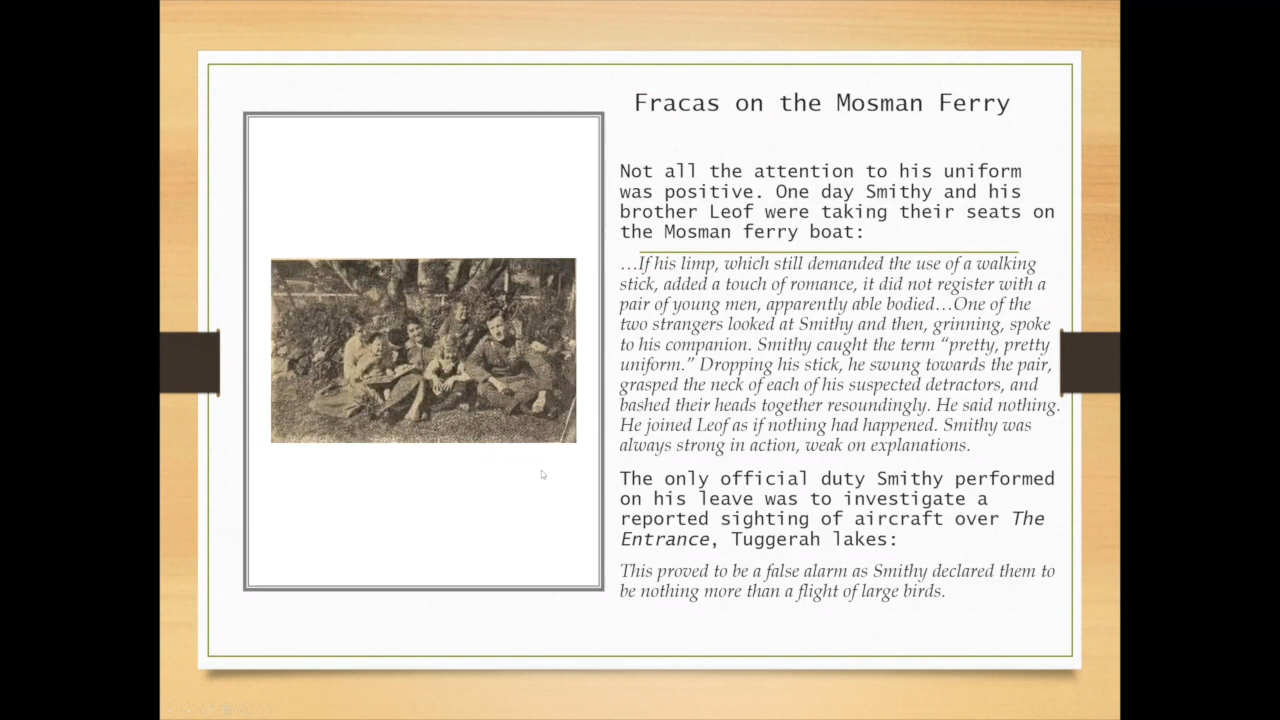 Fracas on the Mosman Ferry
Not all the attention to his uniform
was positive. One day Smithy and his
brother Leof were taking their seats on
the Mosman ferry boat:
…If his limp, which still demanded the use of a walking
stick, added a touch of romance, it did not register with a
pair of young men, apparently able bodied…One of the
two strangers looked at Smithy and then, grinning, spoke
to his companion. Smithy caught the term “pretty, pretty
uniform.” Dropping his stick, he swung towards the pair,
grasped the neck of each of his suspected detractors, and
bashed their heads together resoundingly. He said nothing.
He joined Leof as if nothing had happened. Smithy was
always strong in action, weak on explanations.
The only official duty Smithy performed
on his leave was to investigate a
reported sighting of aircraft over The
Entrance, Tuggerah lakes:
This proved to be a false alarm as Smithy declared them to
be nothing more than a flight of large birds.